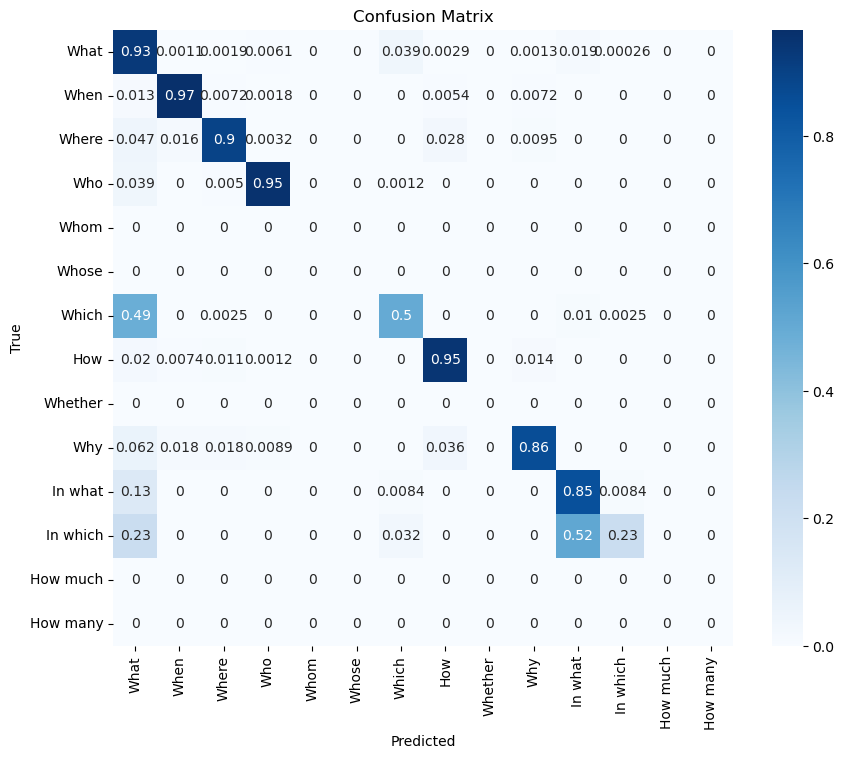 Confusion Matrix
What 0.93 0.0011 0.0019 0.0061 0 0 0.039 0.0029 0 0.0013 0.019 0.00026 0 0
When 0.013 0.97 0.0072 0.0018 0 0 0 0.0054 0 0.0072 0 0 0 0
Where 0.047 0.016 0.9 0.0032 0 0 0 0.028 0 0.0095 0 0 0 0
Who 0.039 0 0.005 0.95 0 0 0.0012 0 0 0 0 0 0 0
Whom 0 0 0 0 0 0 0 0 0 0 0 0 0 0
Whose 0 0 0 0 0 0 0 0 0 0 0 0 0 0
Which 0.49 0 0.0025 0 0 0 0.5 0 0 0 0.01 0.0025 0 0
How 0.02 0.0074 0.011 0.0012 0 0 0 0.95 0 0.014 0 0 0 0
Whether 0 0 0 0 0 0 0 0 0 0 0 0 0 0
Why 0.062 0.018 0.018 0.0089 0 0 0 0.036 0 0.86 0 0 0 0
In what 0.13 0 0 0 0 0 0.0084 0 0 0 0.85 0.0084 0 0
In which 0.23 0 0 0 0 0 0.032 0 0 0 0.52 0.23 0 0
How much 0 0 0 0 0 0 0 0 0 0 0 0 0 0
How many 0 0 0 0 0 0 0 0 0 0 0 0 0 0
What When Where Who Whom Whose Which How Whether Why In what In which How much How many
Predicted
True
0.8
0.6
0.4
0.2
0.0